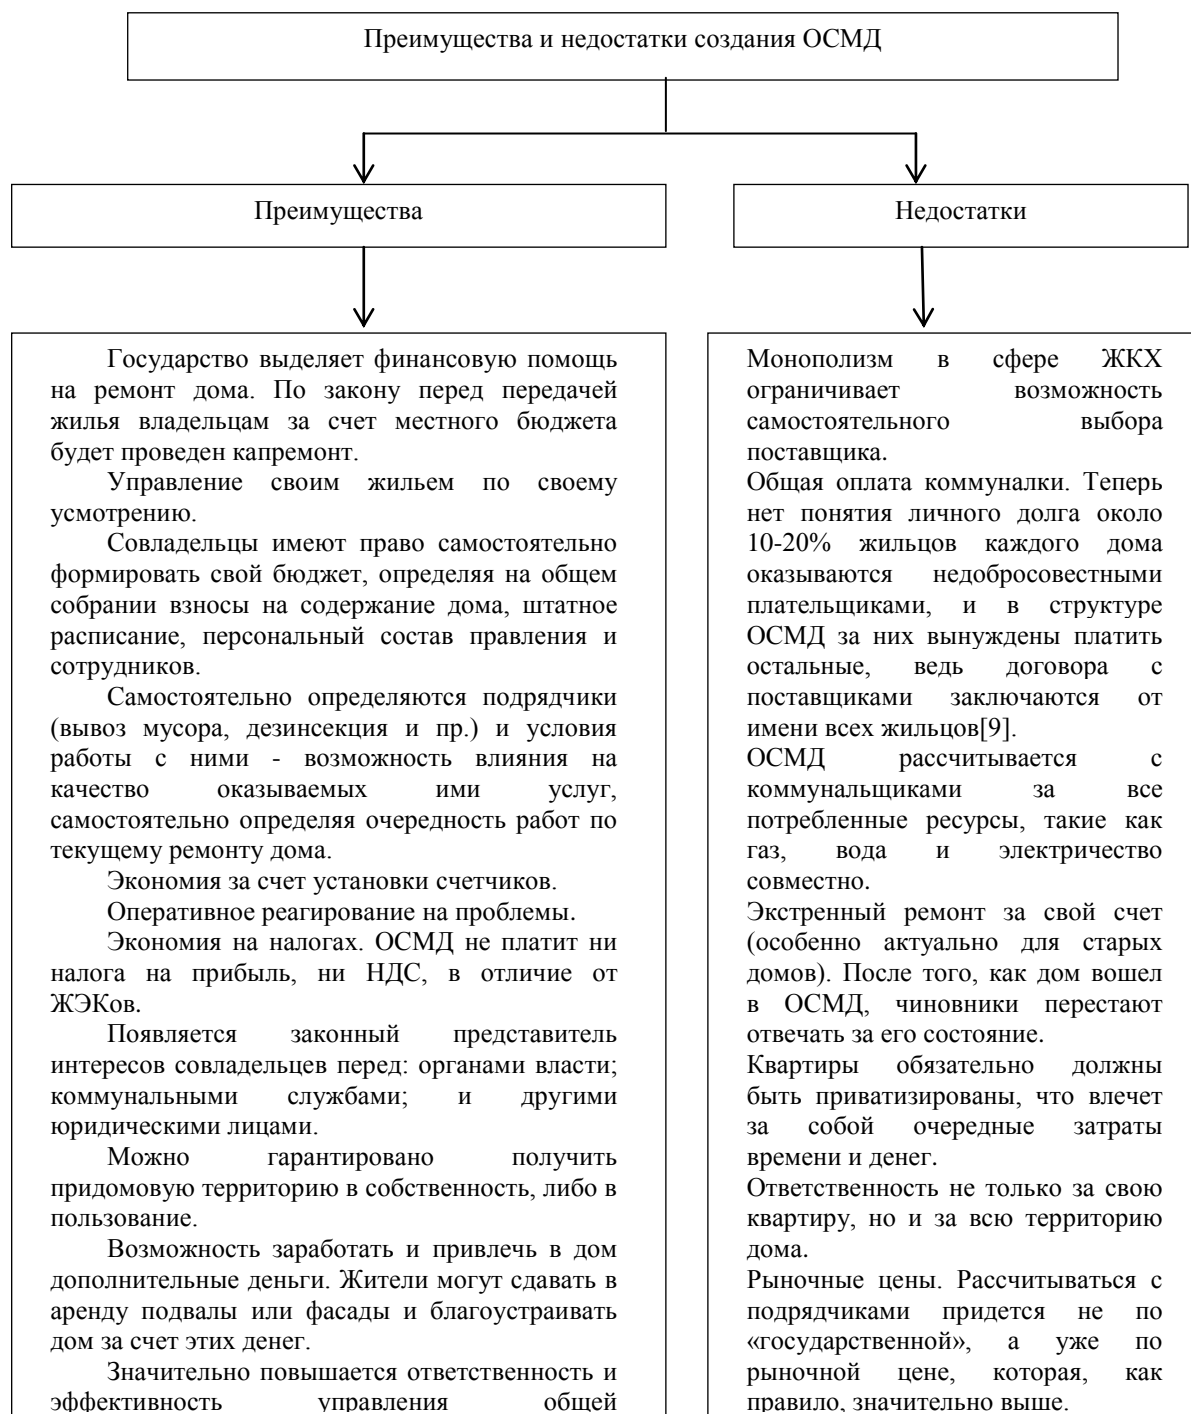 Преимущества и недостатки создания ОСМД
Преимущества
Недостатки
Государство выделяет финансовую помощь
на ремонт дома. По закону перед передачей
жилья владельцам за счет местного бюджета
будет проведен капремонт.
Управление своим жильем по своему
усмотрению.
Совладельцы имеют право самостоятельно
формировать свой бюджет, определяя на общем
собрании взносы на содержание дома, штатное
расписание, персональный состав правления и
сотрудников.
Самостоятельно определяются подрядчики
(вывоз мусора, дезинсекция и пр.) и условия
работы с ними - возможность влияния на
качество оказываемых ими услуг,
самостоятельно определяя очередность работ по
текущему ремонту дома.
Экономия за счет установки счетчиков.
Оперативное реагирование на проблемы.
Экономия на налогах. ОСМД не платит ни
налога на прибыль, ни НДС, в отличие от
ЖЭКов.
Появляется законный представитель
интересов совладельцев перед: органами власти;
коммунальными службами; и другими
юридическими лицами.
Можно гарантировано получить
придомовую территорию в собственность, либо в
пользование.
Возможность заработать и привлечь в дом
дополнительные деньги. Жители могут сдавать в
аренду подвалы или фасады и благоустраивать
дом за счет этих денег.
Значительно повышается ответственность и
эффективность управления общей
Монополизм в сфере ЖКХ
ограничивает возможность
самостоятельного выбора
поставщика.
Общая оплата коммуналки. Теперь
нет понятия личного долга около
10-20% жильцов каждого дома
оказываются недобросовестными
плательщиками, и в структуре
ОСМД за них вынуждены платить
остальные, ведь договора с
поставщиками заключаются от
имени всех жильцов[9].
ОСМД рассчитывается с
коммунальщиками за все
потребленные ресурсы, такие как
газ, вода и электричество
совместно.
Экстренный ремонт за свой счет
(особенно актуально для старых
домов). После того, как дом вошел
в ОСМД, чиновники перестают
отвечать за его состояние.
Квартиры обязательно должны
быть приватизированы, что влечет
за собой очередные затраты
времени и денег.
Ответственность не только за свою
квартиру, но и за всю территорию
дома.
Рыночные цены. Рассчитываться с
подрядчиками придется не по
«государственной», а уже по
рыночной цене, которая, как
правило, значительно выше.